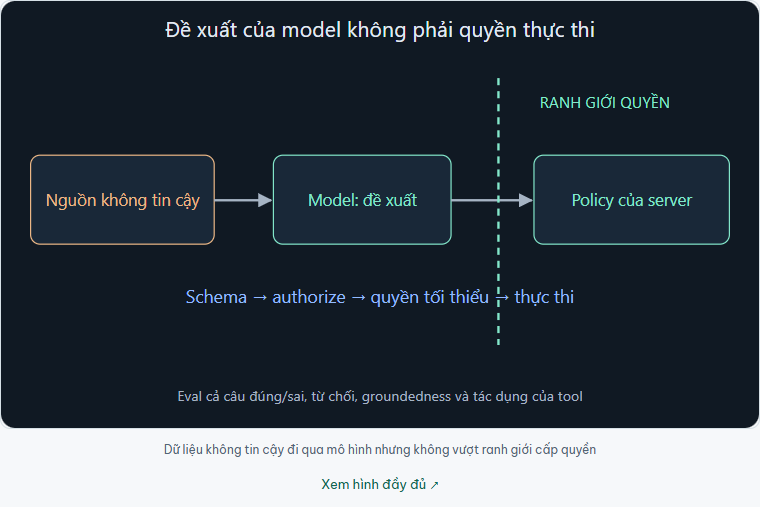 Đề xuất của model không phải quyền thực thi
RANH GIỚI QUYỀN
Nguồn không tin cậy
Model: đề xuất
Policy của server
Schema → authorize → quyền tối thiểu → thực thi
Eval cả câu đúng/sai, từ chối, groundedness và tác dụng của tool
Dữ liệu không tin cậy đi qua mô hình nhưng không vượt ranh giới cấp quyền
Xem hình đầy đủ ↗